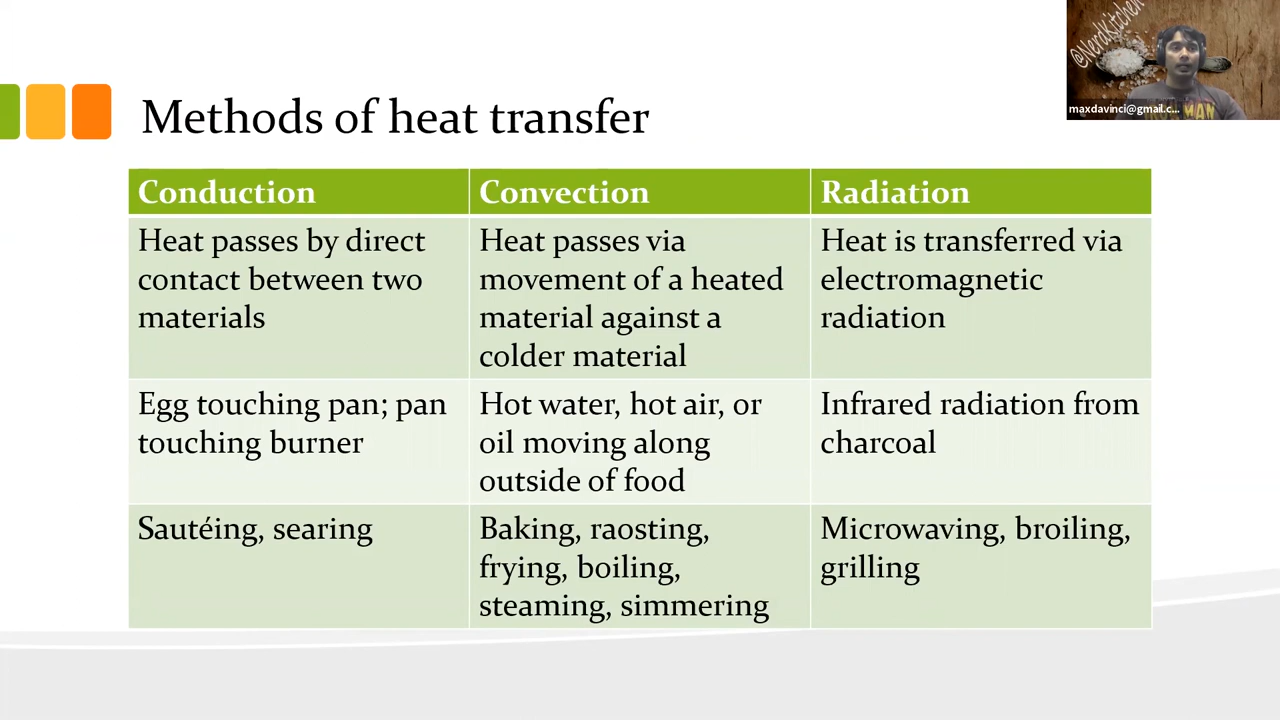 @NerdKitchen
MAN
maxdavinci@gmail.c...
Methods of heat transfer
Conduction
Convection
Radiation
Heat passes by direct
contact between two
materials
Heat passes via
movement of a heated
material against a
colder material
Heat is transferred via
electromagnetic
radiation
Egg touching pan; pan
touching burner
Hot water, hot air, or
oil moving along
outside of food
Infrared radiation from
charcoal
Sautéing, searing
Baking, raosting,
frying, boiling,
steaming, simmering
Microwaving, broiling,
grilling